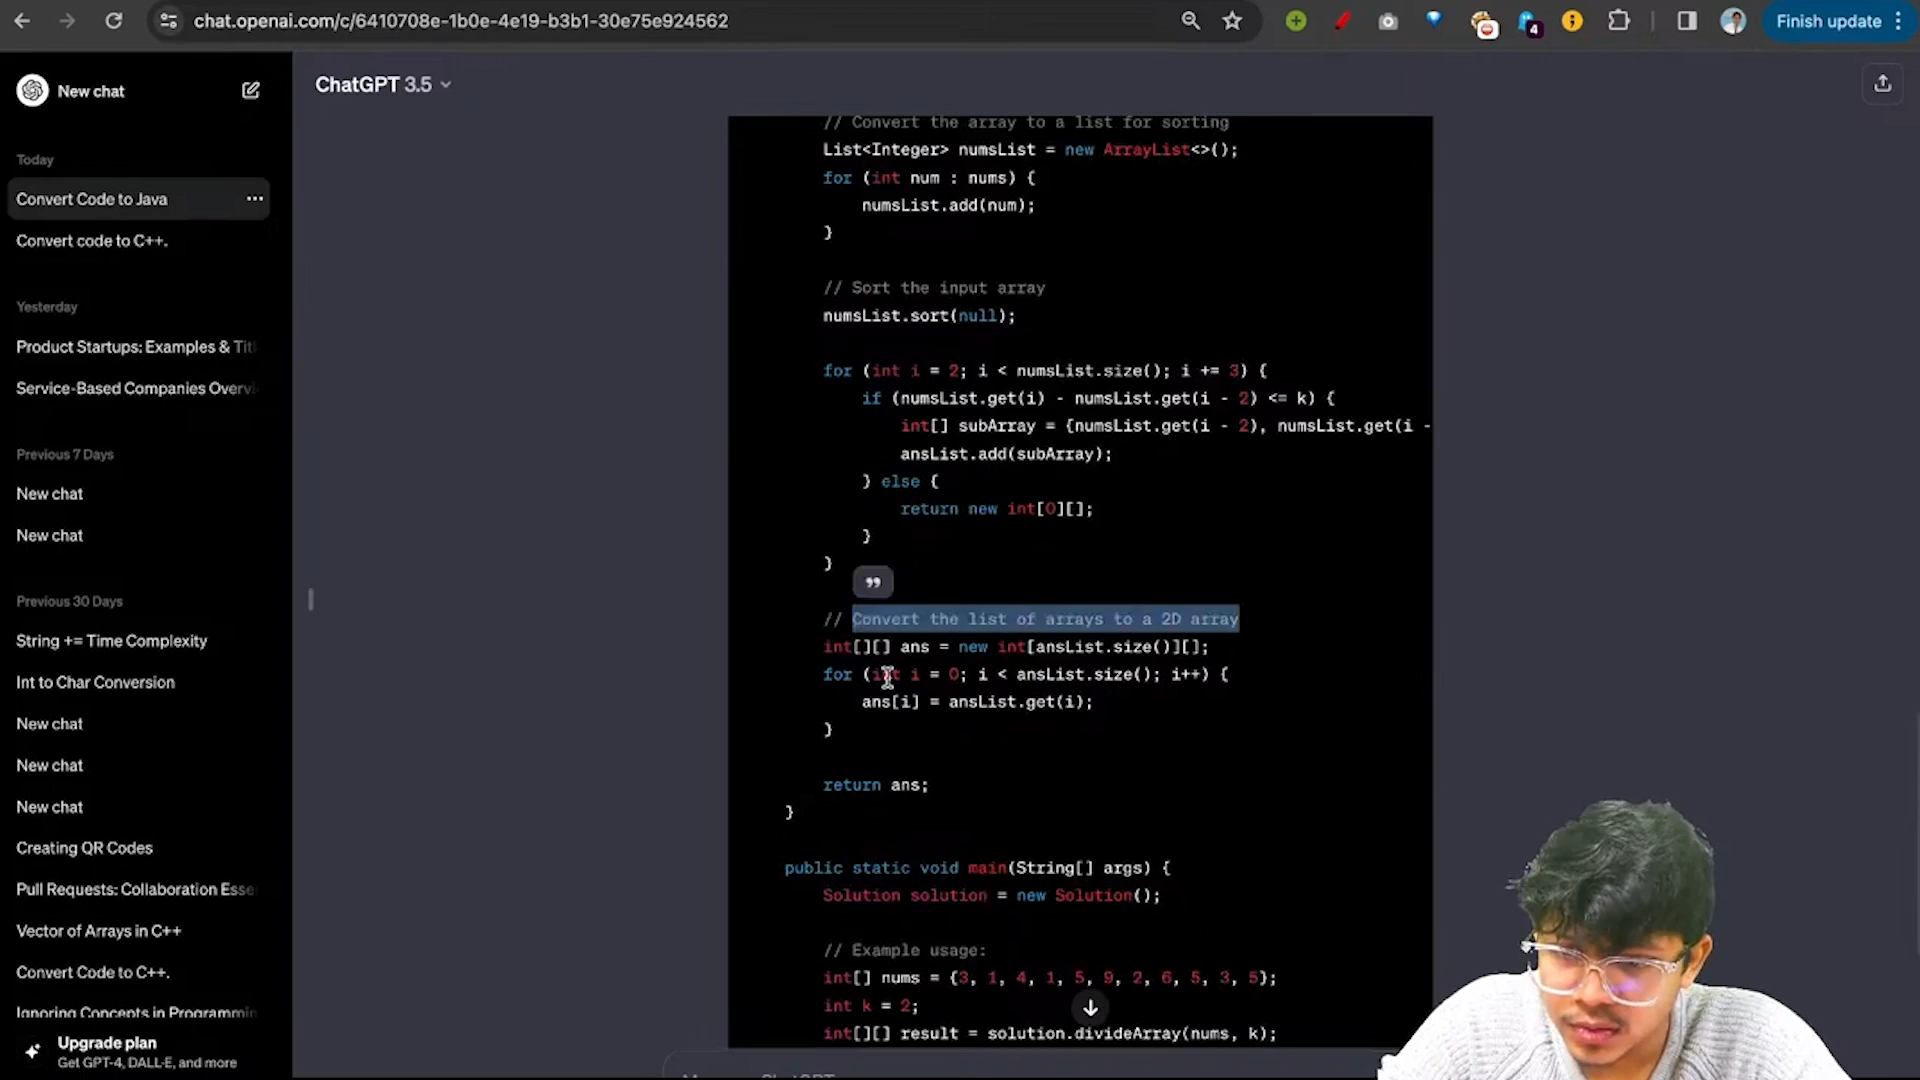 chat.openai.com/c/6410708e-1b0e-4e19-b3b1-30e75e924562
4
Finish update
New chat
Today
Convert Code to Java
Convert code to C++.
Yesterday
Product Startups: Examples & Tit
Service-Based Companies Overvi
Previous 7 Days
New chat
New chat
Previous 30 Days
String += Time Complexity
Int to Char Conversion
New chat
New chat
New chat
Creating QR Codes
Pull Requests: Collaboration Esse
Vector of Arrays in C++
Convert Code to C++.
Ignoring Concepts in Programmin
Upgrade plan
Get GPT-4, DALL·E, and more
ChatGPT 3.5
// Convert the array to a list for sorting
List<Integer> numsList = new ArrayList<>();
for (int num : nums) {
numsList.add(num);
}
// Sort the input array
numsList.sort(null);
for (int i = 2; i < numsList.size(); i += 3) {
if (numsList.get(i) - numsList.get(i - 2) <= k) {
int[] subArray = {numsList.get(i - 2), numsList.get(i -
ansList.add(subArray);
} else {
return new int[0][];
}
}
// Convert the list of arrays to a 2D array
int[][] ans = new int[ansList.size()][];
for (int i = 0; i < ansList.size(); i++) {
ans[i] = ansList.get(i);
}
return ans;
}
public static void main(String[] args) {
Solution solution = new Solution();
// Example usage:
int[] nums = {3, 1, 4, 1, 5, 9, 2, 6, 5, 3, 5};
int k = 2;
int[][] result = solution.divideArray(nums, k);